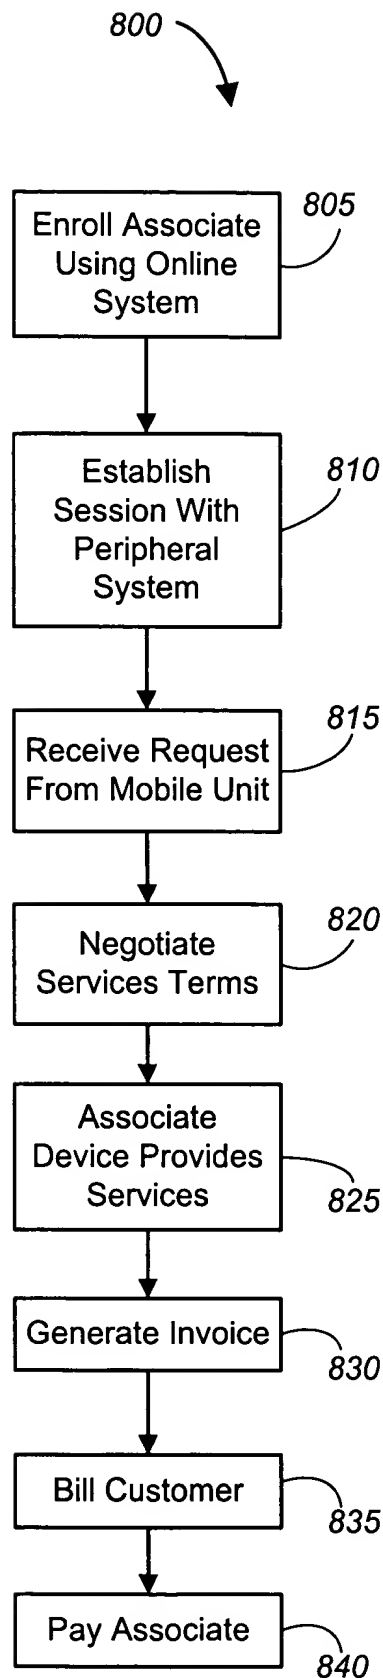 800
805
Enroll Associate
Using Online
System
810
Establish
Session With
Peripheral
System
815
Receive Request
From Mobile Unit
820
Negotiate
Services Terms
Associate
Device Provides
Services
825
Generate Invoice
830
Bill Customer
835
Pay Associate
840